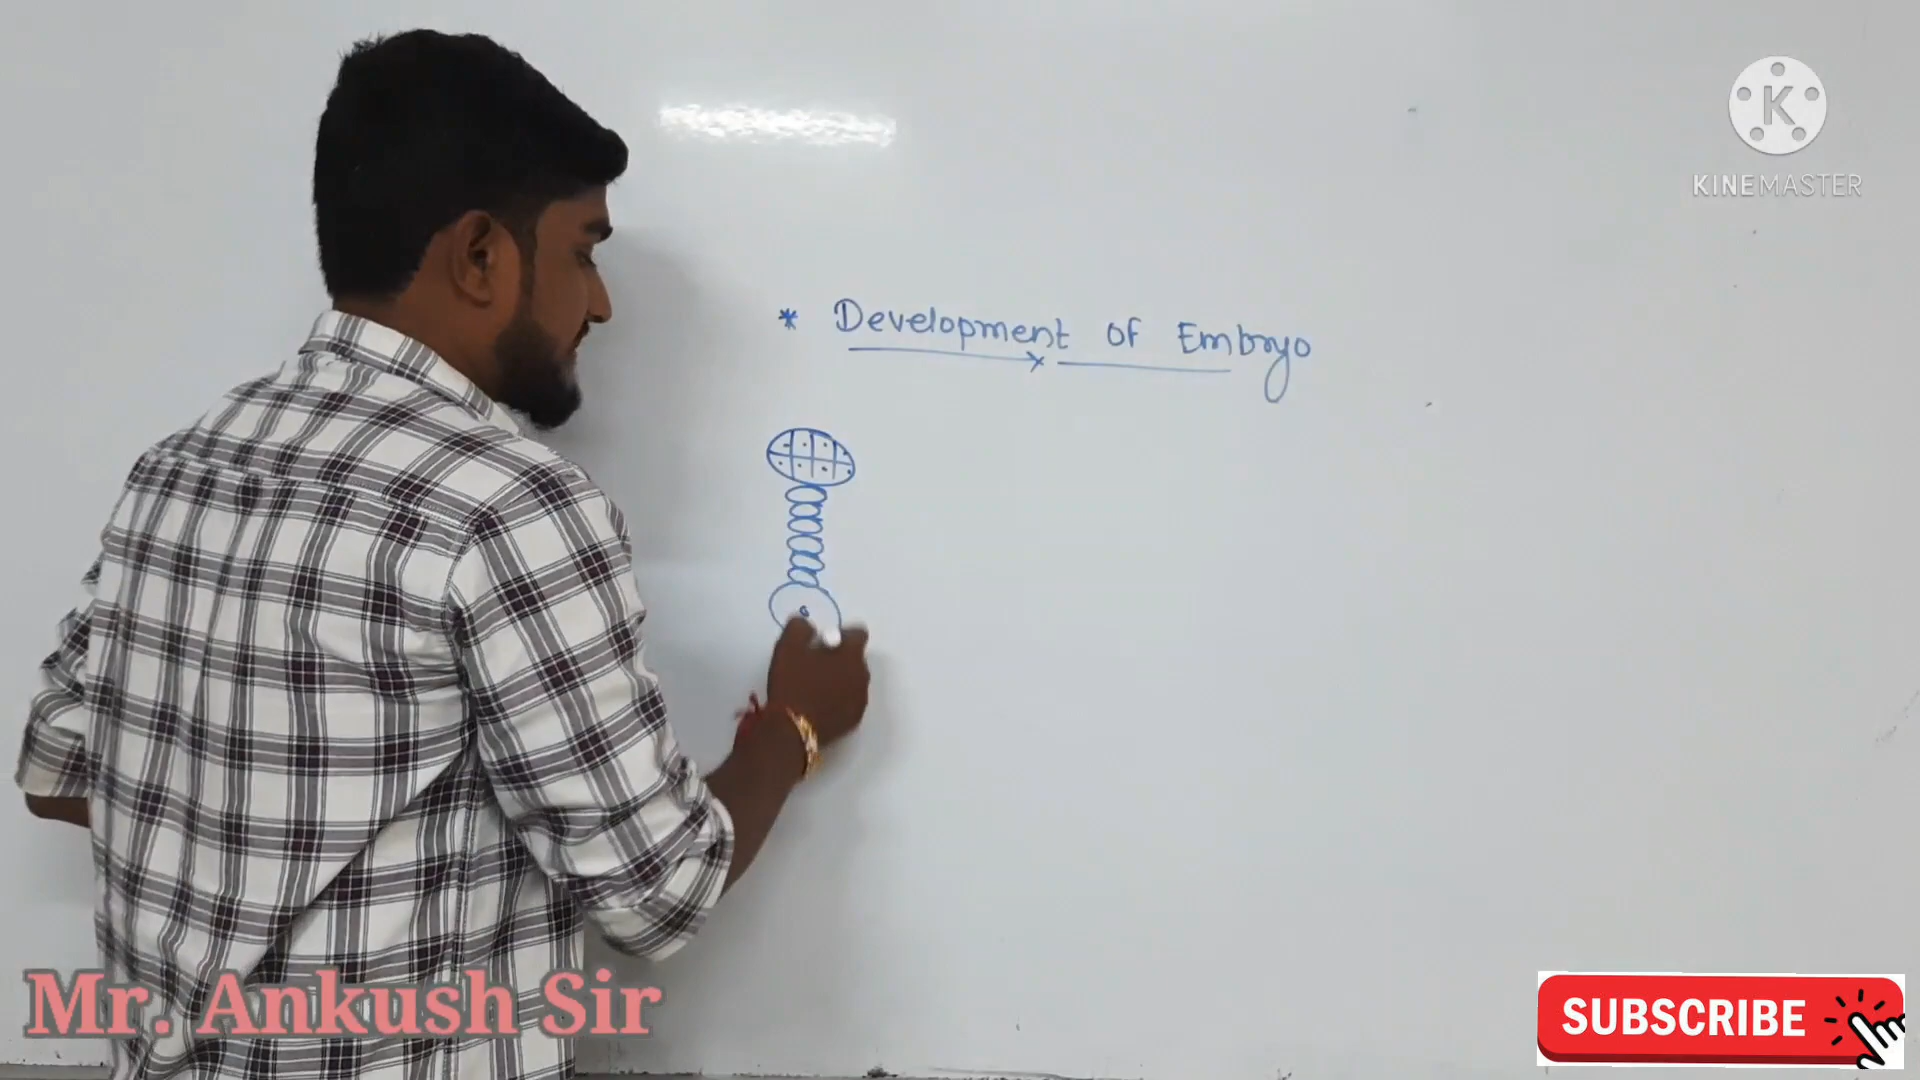 K
KINEMASTER
* Development of Embryo
Mr. Ankush Sir
SUBSCRIBE